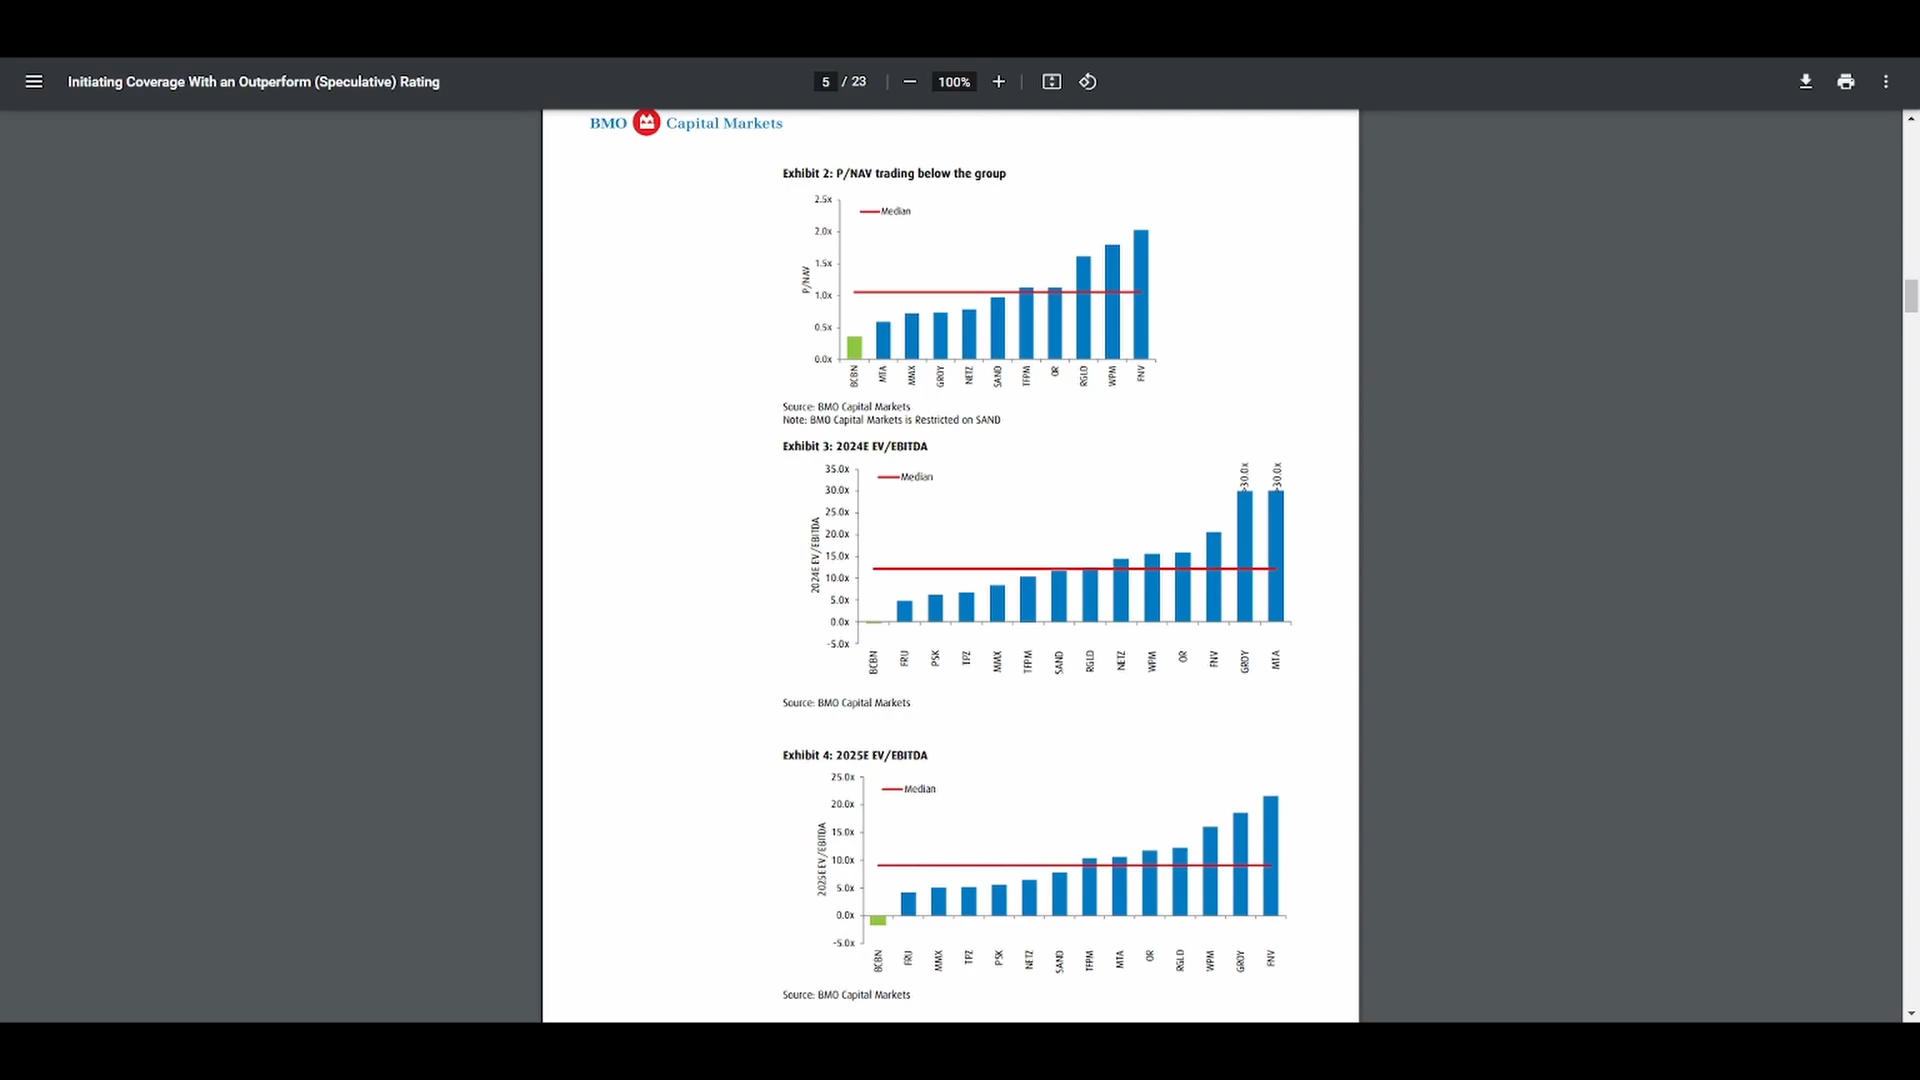 Initiating Coverage With an Outperform (Speculative) Rating
5 / 23
100%
BMO Capital Markets
Exhibit 2: P/NAV trading below the group
Median
P/NAV
2.5x
2.0x
1.5x
1.0x
0.5x
0.0x
BCBN MTA MMX GROY NETZ SAND TFPM OR RGLD WPM FNV
Source: BMO Capital Markets
Note: BMO Capital Markets is Restricted on SAND
Exhibit 3: 2024E EV/EBITDA
Median
2024E EV/EBITDA
35.0x
30.0x
25.0x
20.0x
15.0x
10.0x
5.0x
0.0x
-5.0x
>30.0x >30.0x
BCBN FRU PSK TPZ MMX TFPM SAND RGLD NETZ WPM OR FNV GROY MTA
Source: BMO Capital Markets
Exhibit 4: 2025E EV/EBITDA
Median
2025E EV/EBITDA
25.0x
20.0x
15.0x
10.0x
5.0x
0.0x
-5.0x
BCBN FRU MMX TPZ PSK NETZ SAND TFPM MTA OR RGLD WPM GROY FNV
Source: BMO Capital Markets